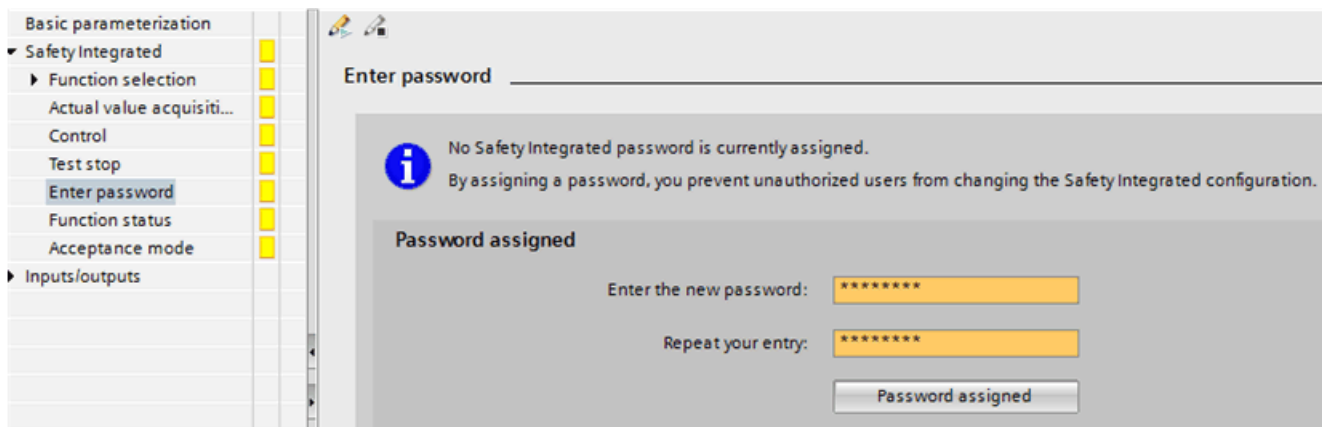 Basic parameterization
Safety Integrated
Function selection
Actual value acquisiti...
Control
Test stop
Enter password
Function status
Acceptance mode
Inputs/outputs
Enter password
No Safety Integrated password is currently assigned.
By assigning a password, you prevent unauthorized users from changing the Safety Integrated configuration.
Password assigned
Enter the new password: ********
Repeat your entry: ********
Password assigned